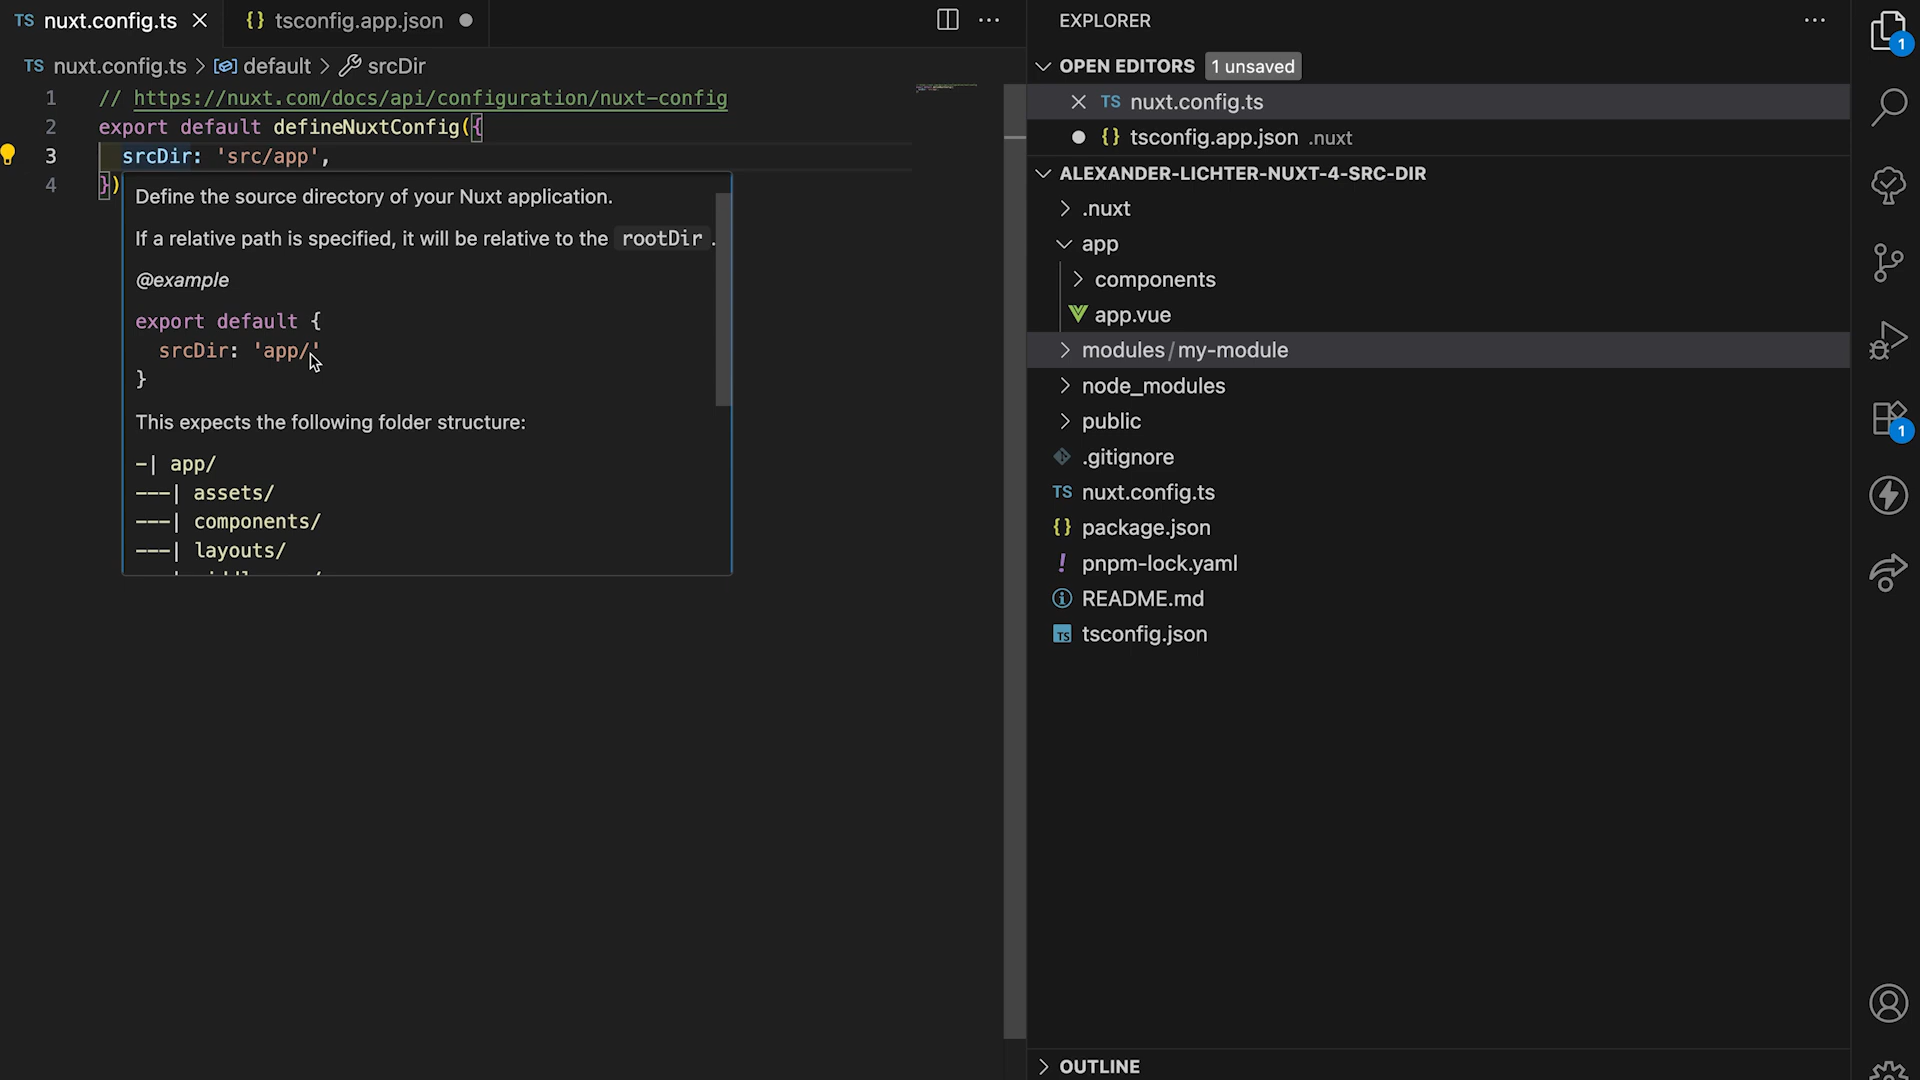 TS nuxt.config.ts
{} tsconfig.app.json
TS nuxt.config.ts > default > srcDir
1 // https://nuxt.com/docs/api/configuration/nuxt-config
2 export default defineNuxtConfig({
3 srcDir: 'src/app',
4 })
Define the source directory of your Nuxt application.
If a relative path is specified, it will be relative to the rootDir.
@example
export default {
srcDir: 'app/'
}
This expects the following folder structure:
-| app/
---| assets/
---| components/
---| layouts/
EXPLORER
OPEN EDITORS 1 unsaved
TS nuxt.config.ts
{} tsconfig.app.json .nuxt
ALEXANDER-LICHTER-NUXT-4-SRC-DIR
.nuxt
app
components
app.vue
modules/my-module
node_modules
public
.gitignore
TS nuxt.config.ts
{} package.json
! pnpm-lock.yaml
README.md
TS tsconfig.json
OUTLINE
1
1